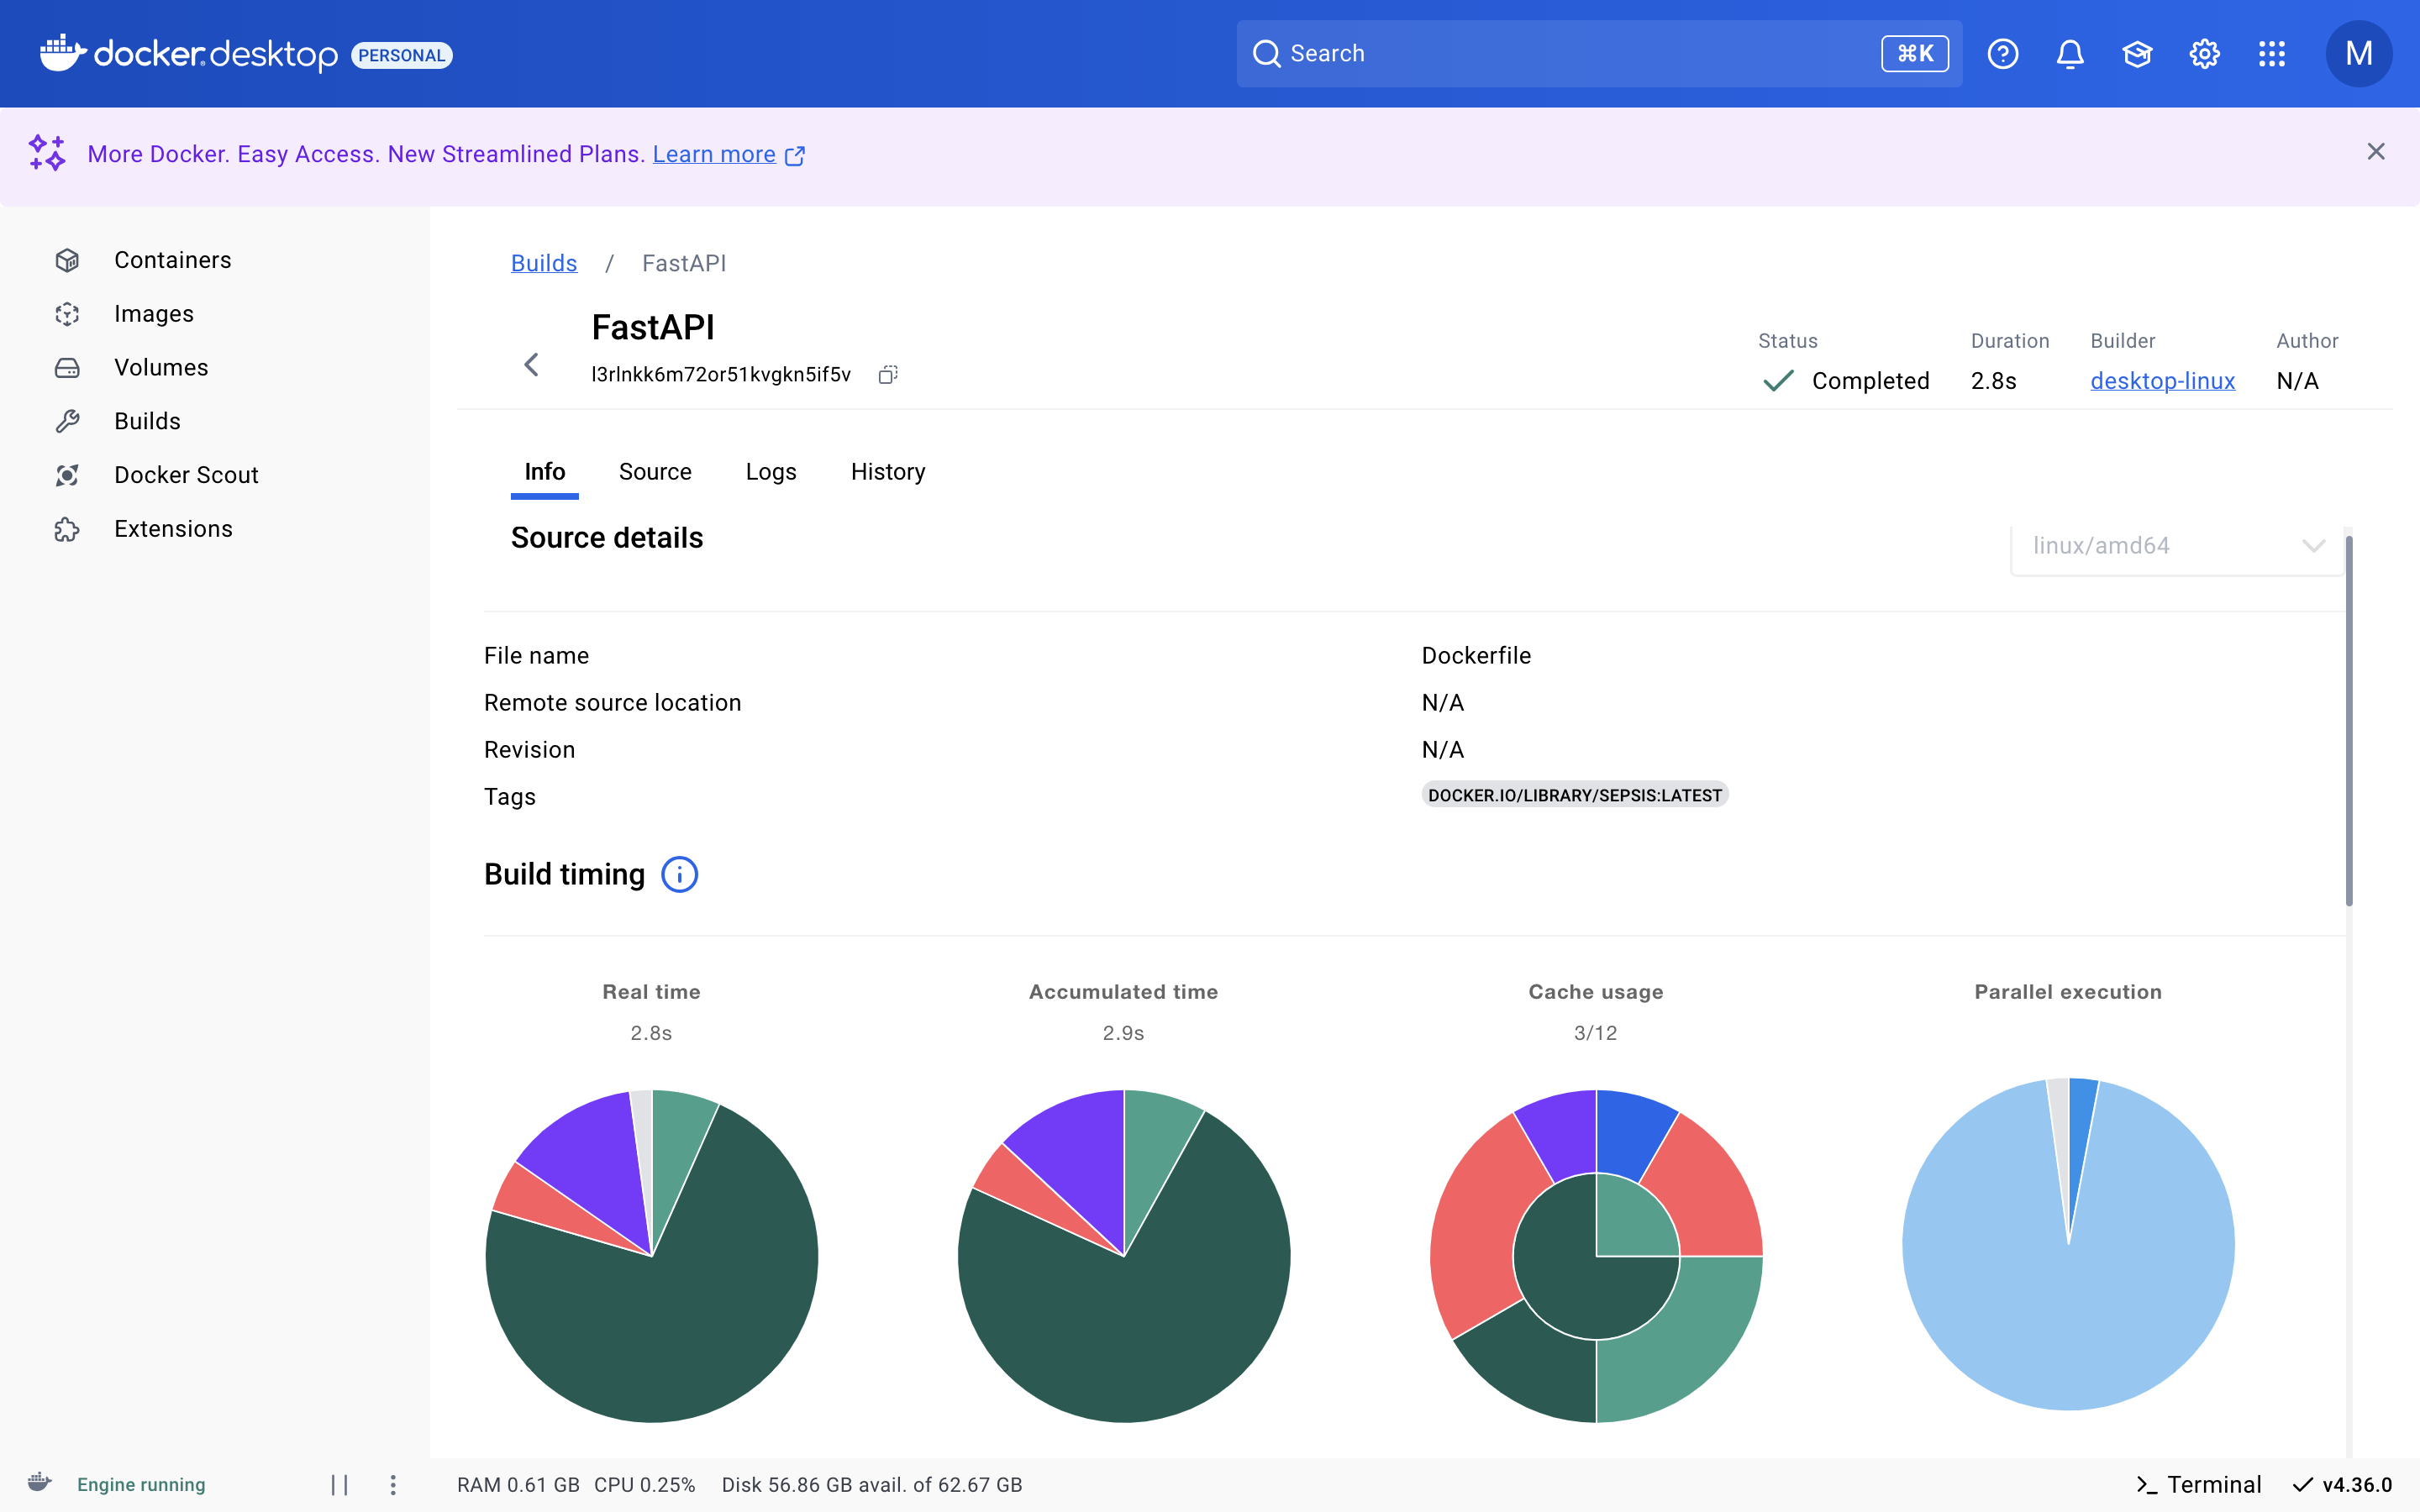 docker.desktop PERSONAL
Search ⌘K
M
More Docker. Easy Access. New Streamlined Plans. Learn more
Containers
Images
Volumes
Builds
Docker Scout
Extensions
Builds / FastAPI
FastAPI
l3rlnkk6m72or51kvgkn5if5v
Status Duration Builder Author
Completed 2.8s desktop-linux N/A
Info Source Logs History
Source details
linux/amd64
File name Dockerfile
Remote source location N/A
Revision N/A
Tags DOCKER.IO/LIBRARY/SEPSIS:LATEST
Build timing
Real time
2.8s
Accumulated time
2.9s
Cache usage
3/12
Parallel execution
Engine running
RAM 0.61 GB CPU 0.25% Disk 56.86 GB avail. of 62.67 GB
Terminal v4.36.0